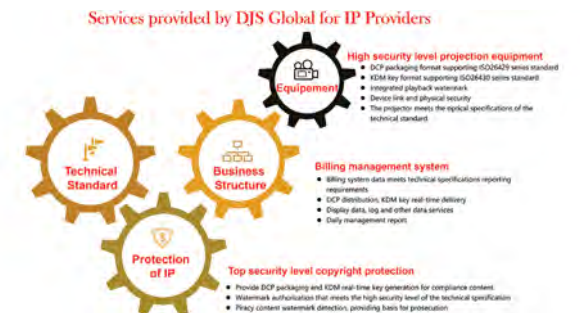 Services provided by DJS Global for IP Providers
High security level projection equipment
● DCP packaging format supporting ISO26429 series standard
● KDM key format supporting ISO26430 series standard
● Integrated playback watermark
● Device link and physical security
● The projector meets the optical specifications of the
technical standard
Equipement
Technical
Standard
Business
Structure
Billing management system
● Billing system data meets technical specifications reporting
requirements
● DCP distribution, KDM key real-time delivery
● Display data, log and other data services
● Daily management report
Protection
of IP
Top security level copyright protection
● Provide DCP packaging and KDM real-time key generation for compliance content.
● Watermark authorization that meets the high security level of the technical specification
● Piracy content watermark detection, providing basis for prosecution